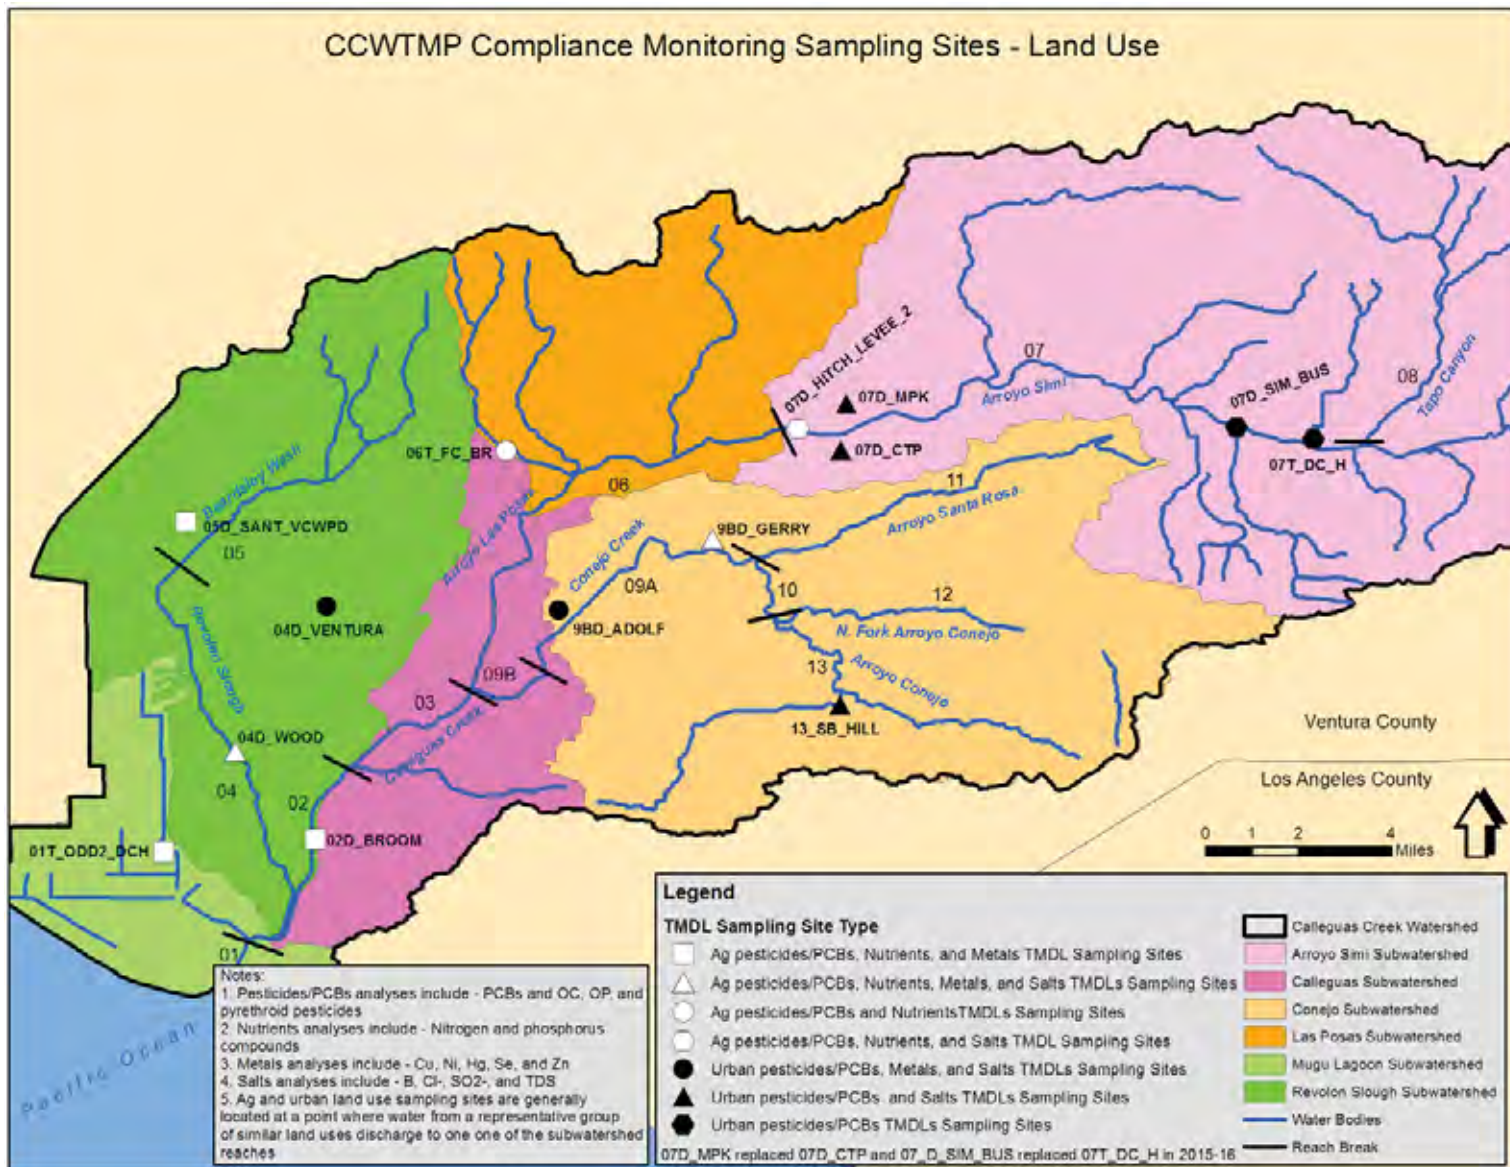 CCWTMP Compliance Monitoring Sampling Sites - Land Use
07D_HITCH_LEVEE_2
07
07D_MPK
Arroyo Simi
07D_SIM_BUS
08
Tapo Canyon
06T_FC_BR
07D_CTP
07T_DC_H
Beardsley Wash
06
11
Arroyo Santa Rosa
05D_SANT_VCWPD
05
Arroyo Las Posas
Conejo Creek
9BD_GERRY
09A
10
12
04D_VENTURA
9BD_ADOLF
N. Fork Arroyo Conejo
Revolon Slough
09B
13
Arroyo Conejo
03
13_SB_HILL
Ventura County
04D_WOOD
Calleguas Creek
Los Angeles County
04
02
01T_ODD2_DCH
02D_BROOM
0 1 2 4
Miles
01
Pacific Ocean
Notes:
1. Pesticides/PCBs analyses include - PCBs and OC, OP, and
pyrethroid pesticides
2. Nutrients analyses include - Nitrogen and phosphorus
compounds
3. Metals analyses include - Cu, Ni, Hg, Se, and Zn
4. Salts analyses include - B, Cl-, SO2-, and TDS
5. Ag and urban land use sampling sites are generally
located at a point where water from a representative group
of similar land uses discharge to one one of the subwatershed
reaches
Legend
TMDL Sampling Site Type
Ag pesticides/PCBs, Nutrients, and Metals TMDL Sampling Sites
Ag pesticides/PCBs, Nutrients, Metals, and Salts TMDLs Sampling Sites
Ag pesticides/PCBs and NutrientsTMDLs Sampling Sites
Ag pesticides/PCBs, Nutrients, and Salts TMDL Sampling Sites
Urban pesticides/PCBs, Metals, and Salts TMDLs Sampling Sites
Urban pesticides/PCBs. and Salts TMDLs Sampling Sites
Urban pesticides/PCBs TMDLs Sampling Sites
07D_MPK replaced 07D_CTP and 07_D_SIM_BUS replaced 07T_DC_H in 2015-16
Calleguas Creek Watershed
Arroyo Simi Subwatershed
Calleguas Subwatershed
Conejo Subwatershed
Las Posas Subwatershed
Mugu Lagoon Subwatershed
Revolon Slough Subwatershed
Water Bodies
Reach Break